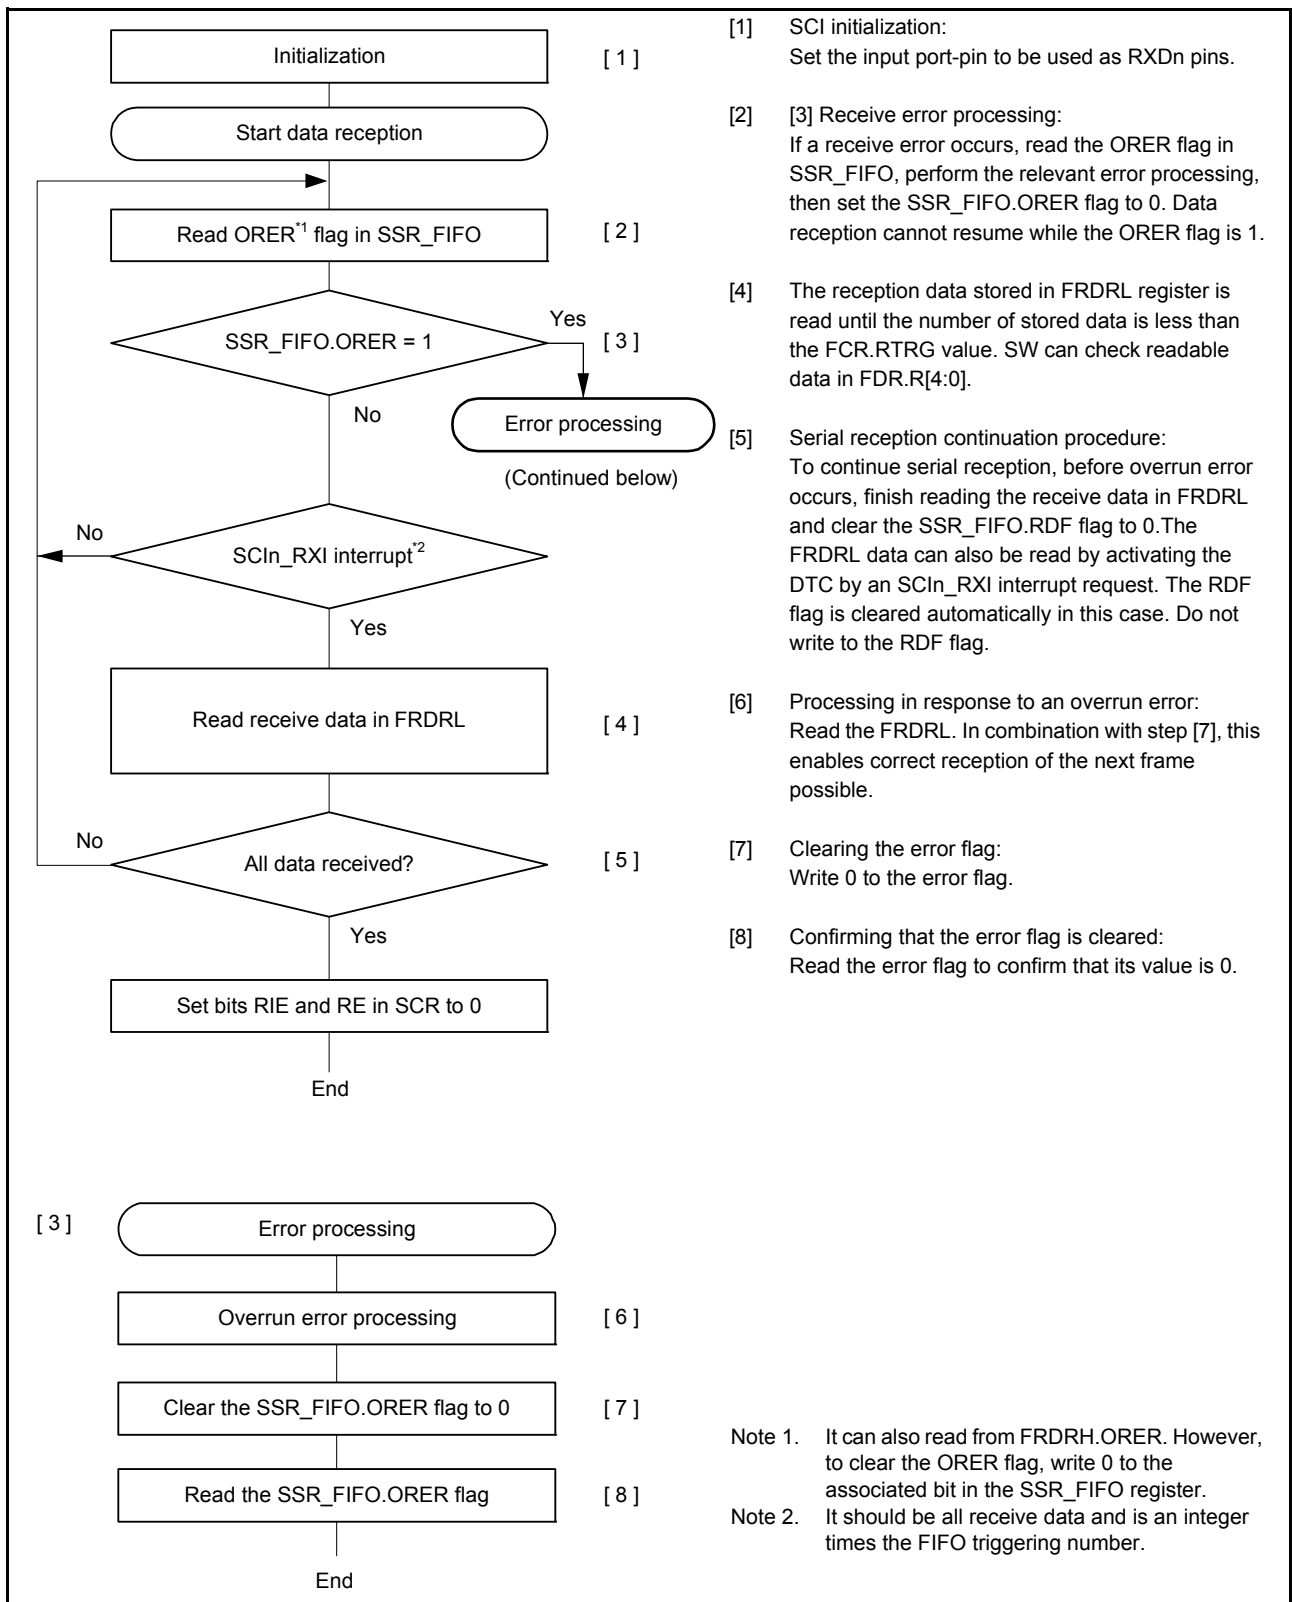 Initialization
[ 1 ]
Start data reception
Read ORER*1 flag in SSR_FIFO
[ 2 ]
SSR_FIFO.ORER = 1
Yes
[ 3 ]
No
Error processing
(Continued below)
No
SCIn_RXI interrupt*2
Yes
Read receive data in FRDRL
[ 4 ]
No
All data received?
[ 5 ]
Yes
Set bits RIE and RE in SCR to 0
End
[ 3 ]
Error processing
Overrun error processing
[ 6 ]
Clear the SSR_FIFO.ORER flag to 0
[ 7 ]
Read the SSR_FIFO.ORER flag
[ 8 ]
End
[1] SCI initialization:
Set the input port-pin to be used as RXDn pins.
[2] [3] Receive error processing:
If a receive error occurs, read the ORER flag in
SSR_FIFO, perform the relevant error processing,
then set the SSR_FIFO.ORER flag to 0. Data
reception cannot resume while the ORER flag is 1.
[4] The reception data stored in FRDRL register is
read until the number of stored data is less than
the FCR.RTRG value. SW can check readable
data in FDR.R[4:0].
[5] Serial reception continuation procedure:
To continue serial reception, before overrun error
occurs, finish reading the receive data in FRDRL
and clear the SSR_FIFO.RDF flag to 0.The
FRDRL data can also be read by activating the
DTC by an SCIn_RXI interrupt request. The RDF
flag is cleared automatically in this case. Do not
write to the RDF flag.
[6] Processing in response to an overrun error:
Read the FRDRL. In combination with step [7], this
enables correct reception of the next frame
possible.
[7] Clearing the error flag:
Write 0 to the error flag.
[8] Confirming that the error flag is cleared:
Read the error flag to confirm that its value is 0.
Note 1. It can also read from FRDRH.ORER. However,
to clear the ORER flag, write 0 to the
associated bit in the SSR_FIFO register.
Note 2. It should be all receive data and is an integer
times the FIFO triggering number.